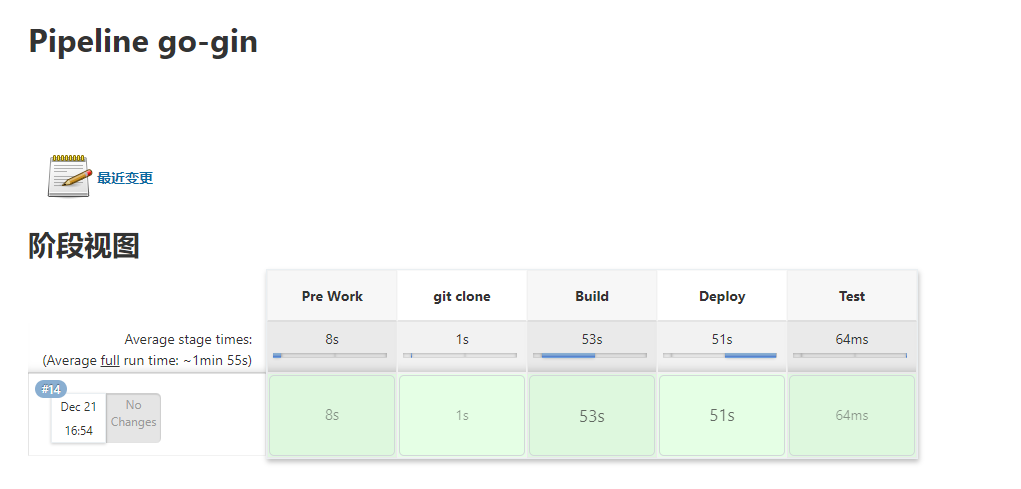 Pipeline go-gin
最近变更
阶段视图
Pre Work git clone Build Deploy Test
Average stage times: 8s 1s 53s 51s 64ms
(Average full run time: ~1min 55s)
#14
Dec 21 No
16:54 Changes
8s 1s 53s 51s 64ms